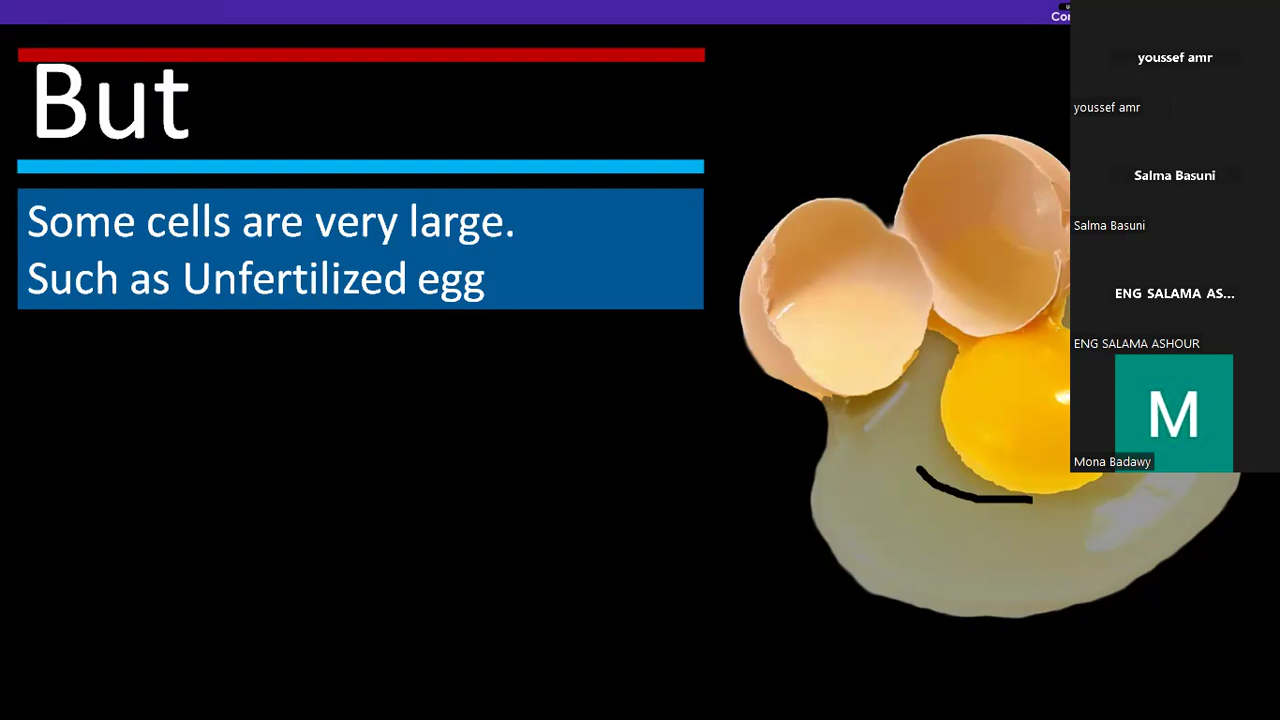 But
Some cells are very large.
Such as Unfertilized egg
youssef amr
youssef amr
Salma Basuni
Salma Basuni
ENG SALAMA AS...
ENG SALAMA ASHOUR
M
Mona Badawy